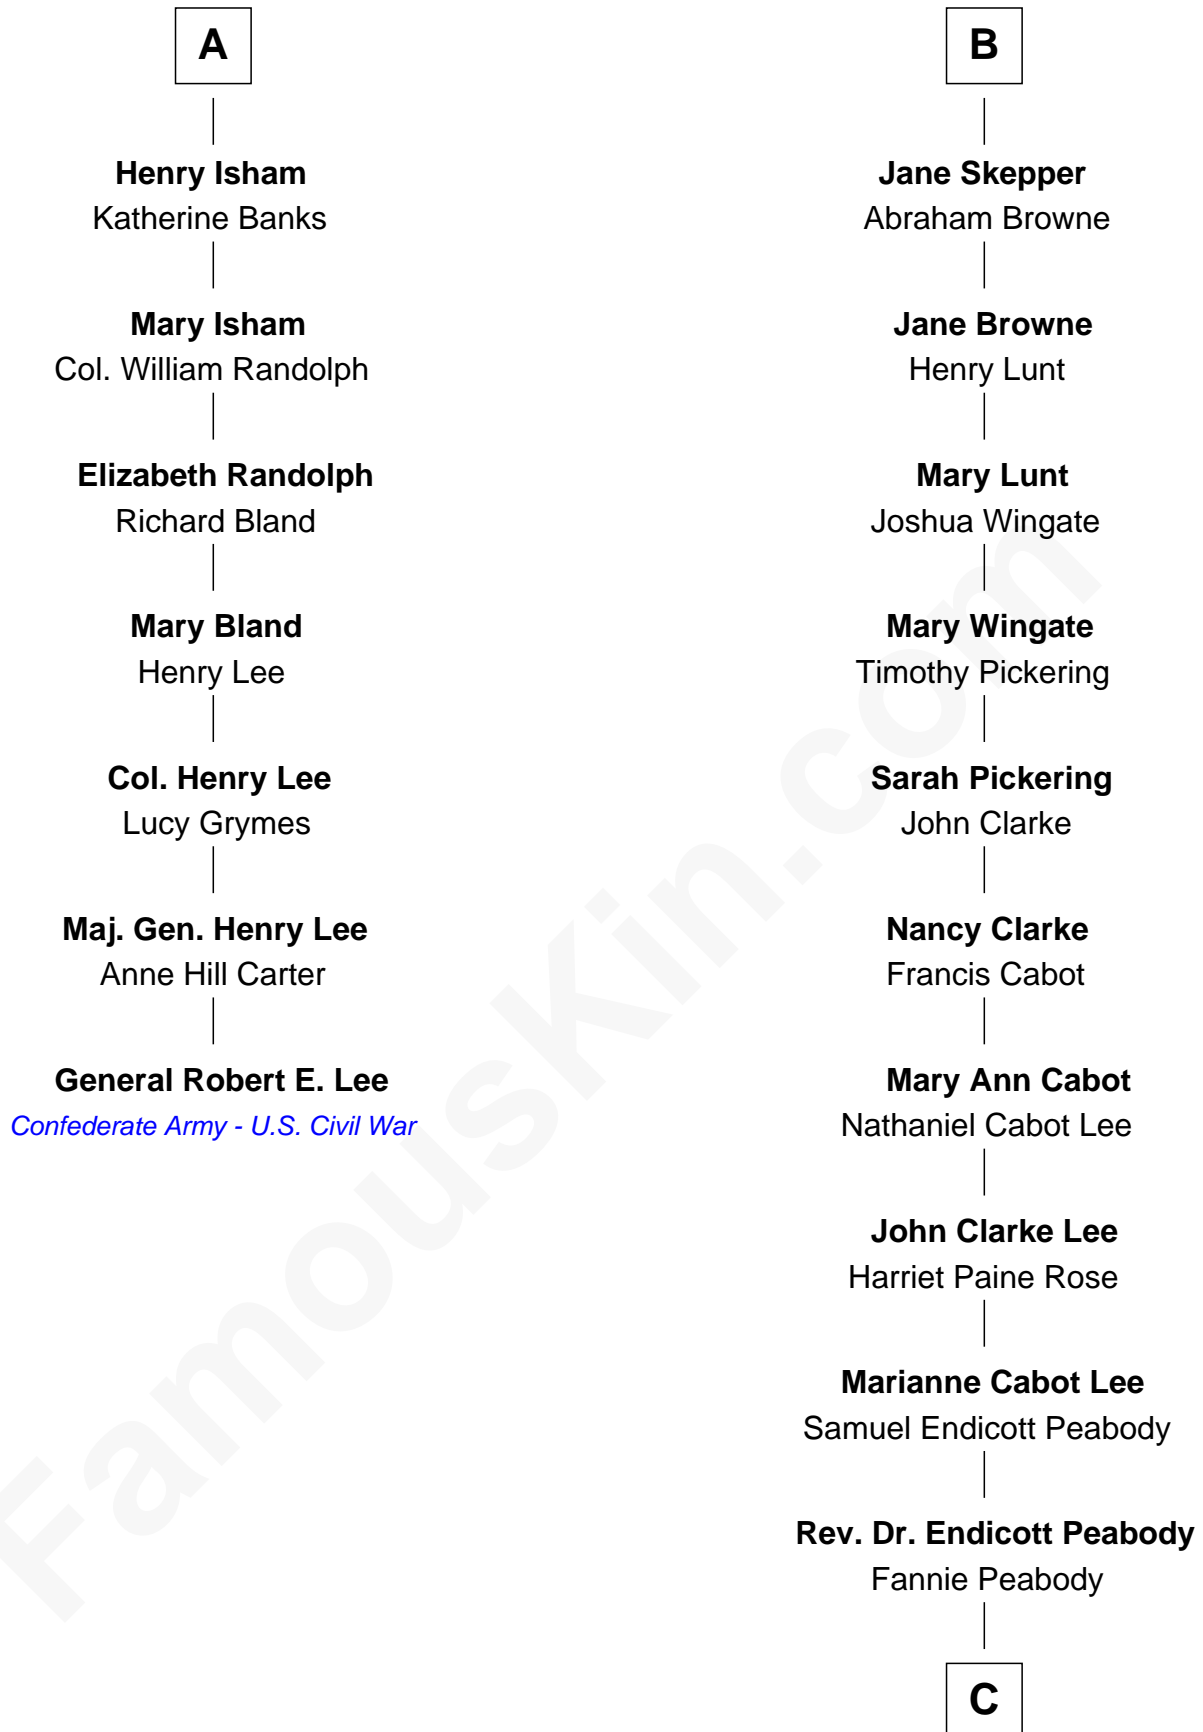 A
Henry Isham
Katherine Banks
Mary Isham
Col. William Randolph
Elizabeth Randolph
Richard Bland
Mary Bland
Henry Lee
Col. Henry Lee
Lucy Grymes
Maj. Gen. Henry Lee
Anne Hill Carter
General Robert E. Lee
Confederate Army - U.S. Civil War
B
Jane Skepper
Abraham Browne
Jane Browne
Henry Lunt
Mary Lunt
Joshua Wingate
Mary Wingate
Timothy Pickering
Sarah Pickering
John Clarke
Nancy Clarke
Francis Cabot
Mary Ann Cabot
Nathaniel Cabot Lee
John Clarke Lee
Harriet Paine Rose
Marianne Cabot Lee
Samuel Endicott Peabody
Rev. Dr. Endicott Peabody
Fannie Peabody
C
FamousKin.com